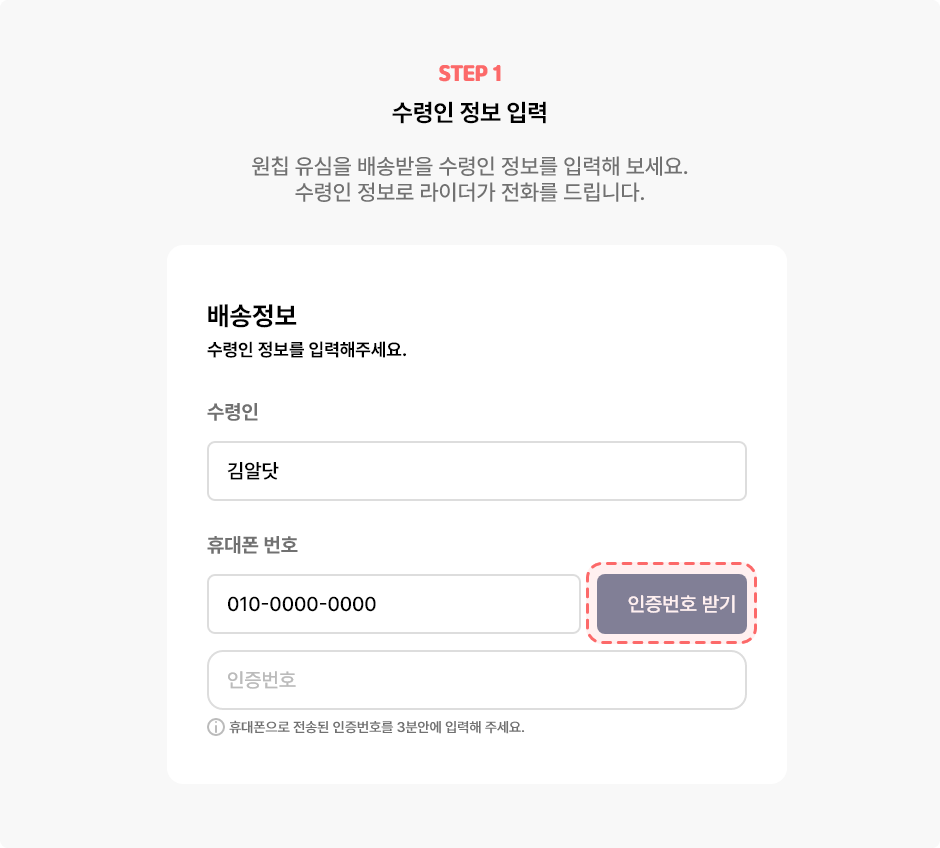 STEP 1
수령인 정보 입력
원칩 유심을 배송받을 수령인 정보를 입력해 보세요.
수령인 정보로 라이더가 전화를 드립니다.
배송정보
수령인 정보를 입력해주세요.
수령인
김알닷
휴대폰 번호
010-0000-0000
인증번호 받기
인증번호
휴대폰으로 전송된 인증번호를 3분안에 입력해 주세요.